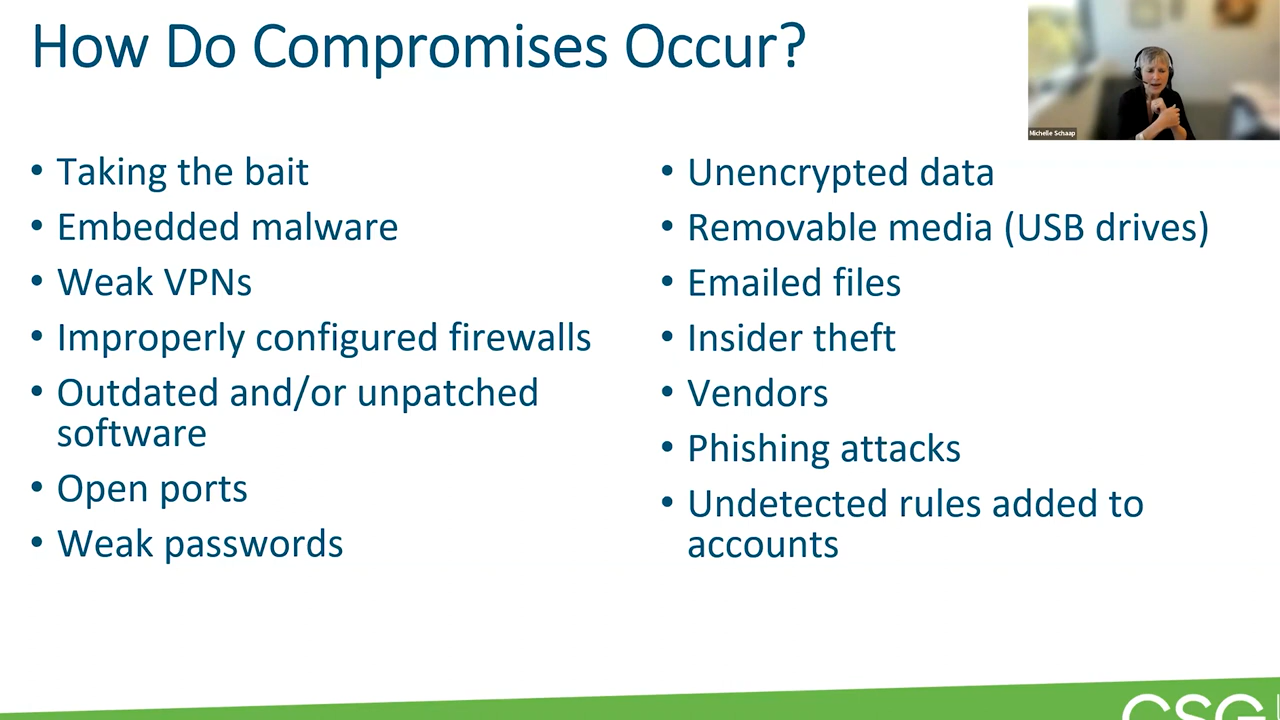 How Do Compromises Occur?
Michelle Schaap
• Taking the bait
• Embedded malware
• Weak VPNs
• Improperly configured firewalls
• Outdated and/or unpatched
software
• Open ports
• Weak passwords
• Unencrypted data
• Removable media (USB drives)
• Emailed files
• Insider theft
• Vendors
• Phishing attacks
• Undetected rules added to
accounts
CSG